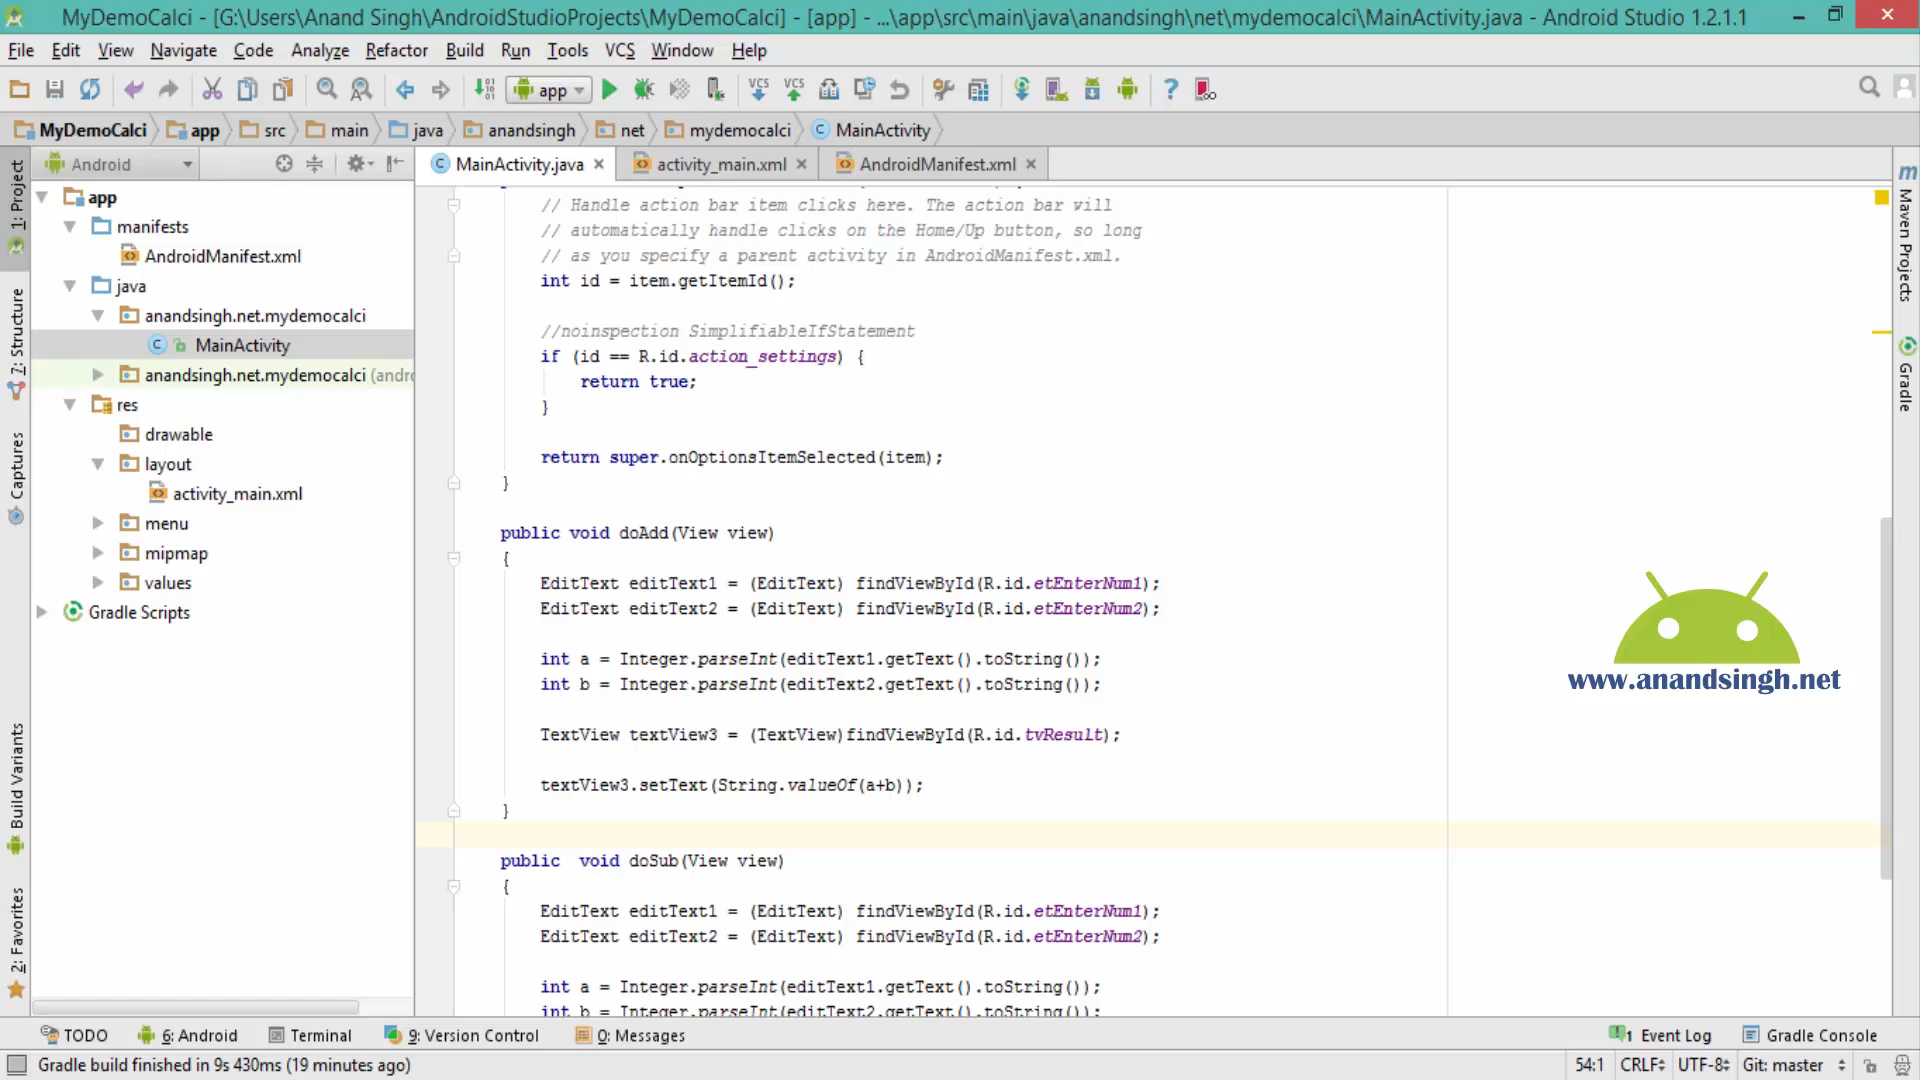 MyDemoCalci - [G:\Users\Anand Singh\AndroidStudioProjects\MyDemoCalci] - [app] - ...\app\src\main\java\anandsingh\net\mydemocalci\MainActivity.java - Android Studio 1.2.1.1
File Edit View Navigate Code Analyze Refactor Build Run Tools VCS Window Help
app
VCS VCS
MyDemoCalci app src main java anandsingh net mydemocalci MainActivity
Android
MainActivity.java activity_main.xml AndroidManifest.xml
1: Project
7: Structure
Captures
Build Variants
2: Favorites
app
manifests
AndroidManifest.xml
java
anandsingh.net.mydemocalci
MainActivity
anandsingh.net.mydemocalci (andro
res
drawable
layout
activity_main.xml
menu
mipmap
values
Gradle Scripts
// Handle action bar item clicks here. The action bar will
// automatically handle clicks on the Home/Up button, so long
// as you specify a parent activity in AndroidManifest.xml.
int id = item.getItemId();
//noinspection SimplifiableIfStatement
if (id == R.id.action_settings) {
return true;
}
return super.onOptionsItemSelected(item);
}
public void doAdd(View view)
{
EditText editText1 = (EditText) findViewById(R.id.etEnterNum1);
EditText editText2 = (EditText) findViewById(R.id.etEnterNum2);
int a = Integer.parseInt(editText1.getText().toString());
int b = Integer.parseInt(editText2.getText().toString());
TextView textView3 = (TextView)findViewById(R.id.tvResult);
textView3.setText(String.valueOf(a+b));
}
public  void doSub(View view)
{
EditText editText1 = (EditText) findViewById(R.id.etEnterNum1);
EditText editText2 = (EditText) findViewById(R.id.etEnterNum2);
int a = Integer.parseInt(editText1.getText().toString());
int b = Integer.parseInt(editText2.getText().toString());
www.anandsingh.net
Maven Projects
Gradle
TODO 6: Android Terminal 9: Version Control 0: Messages 1 Event Log Gradle Console
Gradle build finished in 9s 430ms (19 minutes ago) 54:1 CRLF UTF-8 Git: master